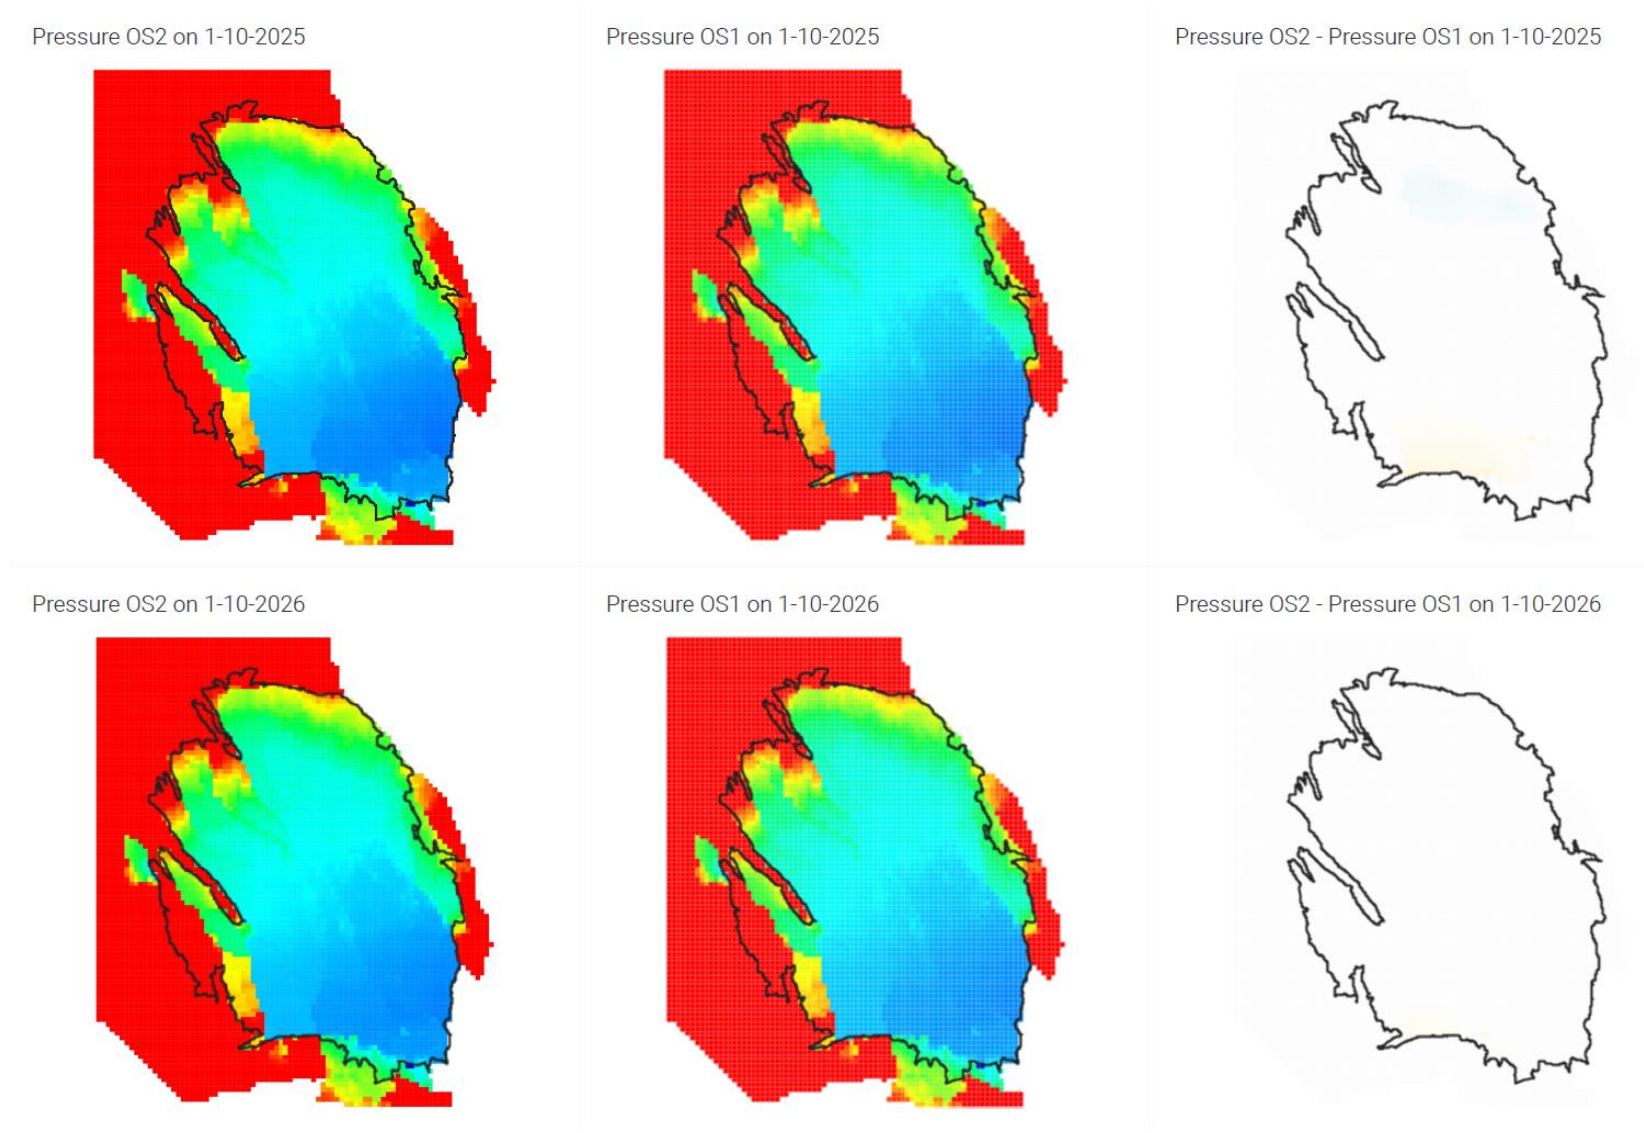 Pressure OS2 on 1-10-2025
Pressure OS1 on 1-10-2025
Pressure OS2 - Pressure OS1 on 1-10-2025
Pressure OS2 on 1-10-2026
Pressure OS1 on 1-10-2026
Pressure OS2 - Pressure OS1 on 1-10-2026